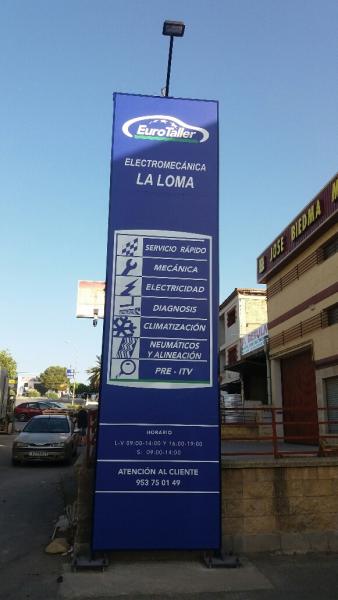 EuroTaller
ELECTROMECÁNICA
LA LOMA
SERVICIO RÁPIDO
MECÁNICA
ELECTRICIDAD
DIAGNOSIS
CLIMATIZACIÓN
NEUMÁTICOS
Y ALINEACIÓN
PRE - ITV
HORARIO
L-V 09:00-14:00 Y 16:00-19:00
S: 09:00-14:00
ATENCIÓN AL CLIENTE
953 75 01 49
JOSE BIEDMA M